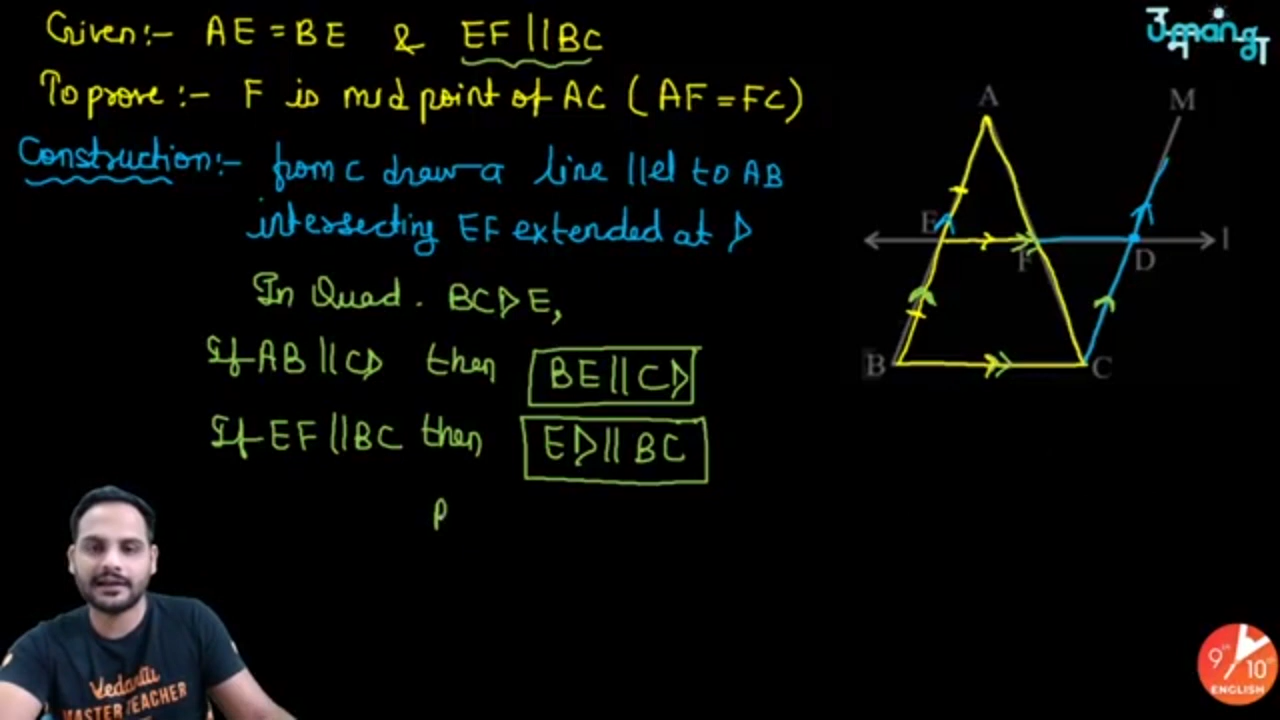 Given:- AE = BE & EF || BC
To prove:- F is mid point of AC (AF = FC)
Construction:- from C draw a line ||el to AB
intersecting EF extended at D
In Quad. BCDE,
If AB || CD then BE || CD
If EF || BC then ED || BC
P
उmaंng
A M
E F D l
B C
Vedantu
MASTER TEACHER
9th 10th
ENGLISH